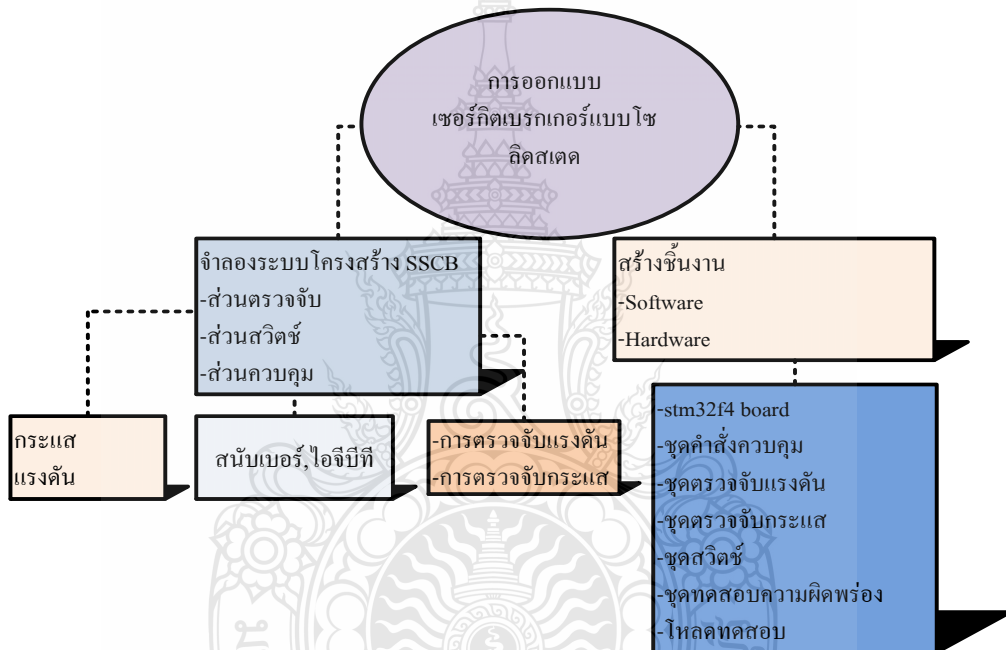 การออกแบบ
เซอร์กิตเบรกเกอร์แบบโซ
ลิดสเตด
จำลองระบบโครงสร้าง SSCB
-ส่วนตรวจจับ
-ส่วนสวิตช์
-ส่วนควบคุม
สร้างชิ้นงาน
-Software
-Hardware
กระแส
แรงดัน
สนับเบอร์,ไอจีบีที
-การตรวจจับแรงดัน
-การตรวจจับกระแส
-stm32f4 board
-ชุดคำสั่งควบคุม
-ชุดตรวจจับแรงดัน
-ชุดตรวจจับกระแส
-ชุดสวิตช์
-ชุดทดสอบความผิดพร่อง
-โหลดทดสอบ